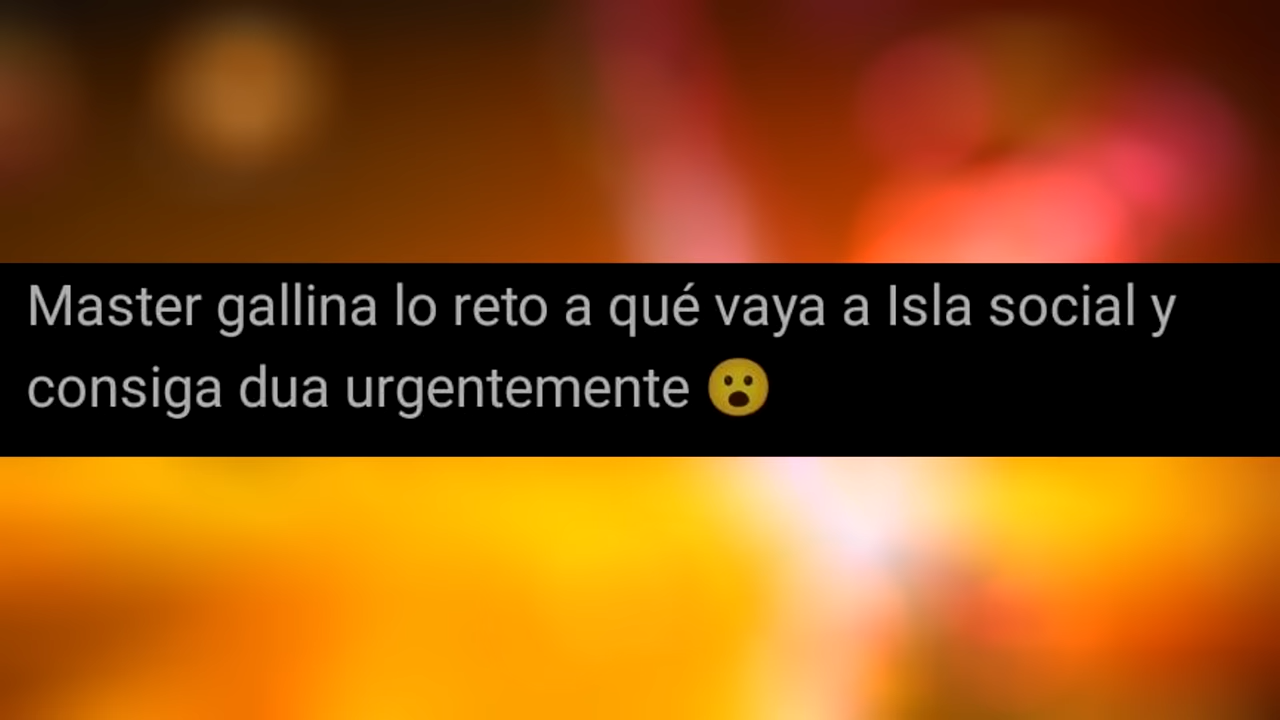 Master gallina lo reto a qué vaya a Isla social y
consiga dua urgentemente 😮